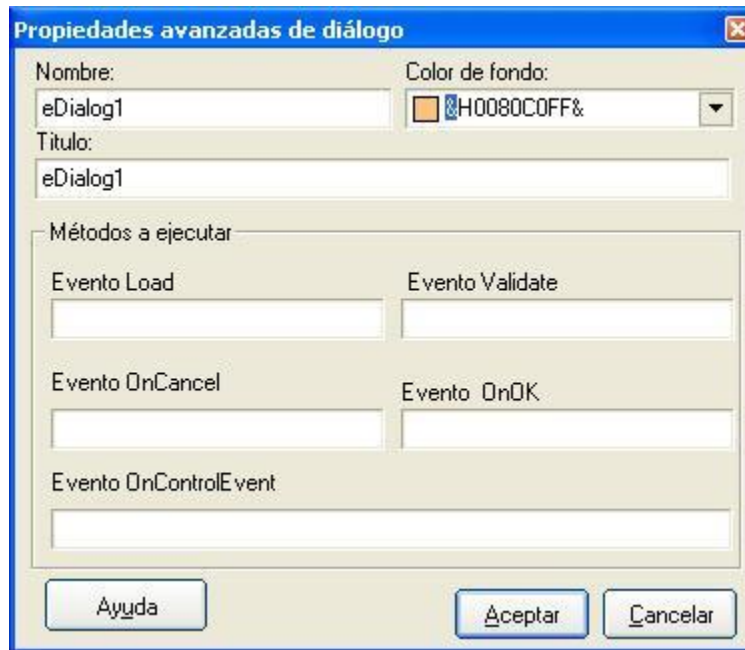 Propiedades avanzadas de diálogo
Nombre: Color de fondo:
eDialog1 &H0080C0FF&
Titulo:
eDialog1
Métodos a ejecutar
Evento Load Evento Validate
Evento OnCancel Evento OnOK
Evento OnControlEvent
Ayuda Aceptar Cancelar